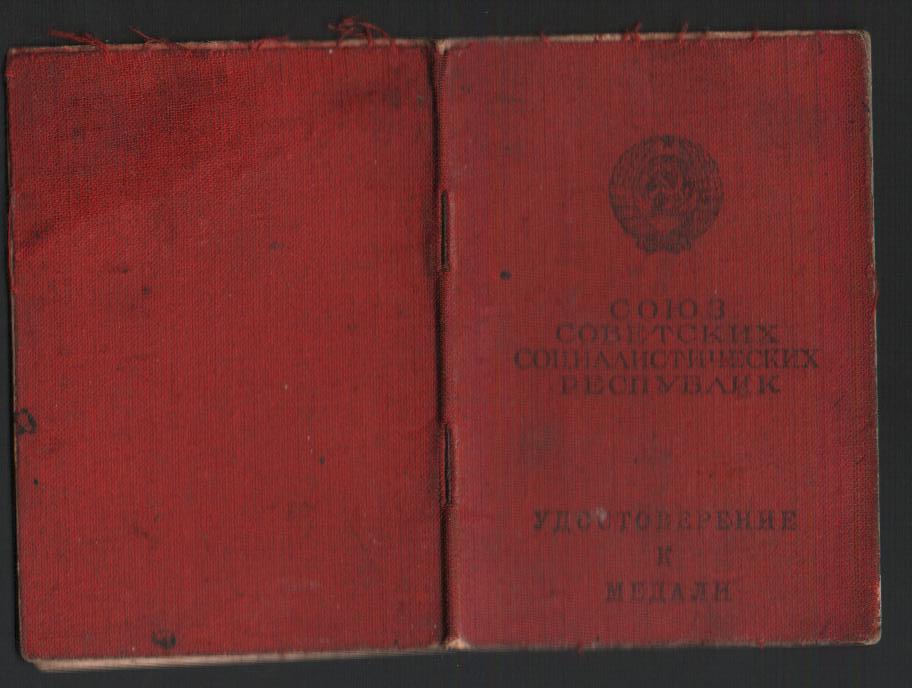 СОЮЗ
СОВЕТСКИХ
СОЦИАЛИСТИЧЕСКИХ
РЕСПУБЛИК
УДОСТОВЕРЕНИЕ
К
МЕДАЛИ